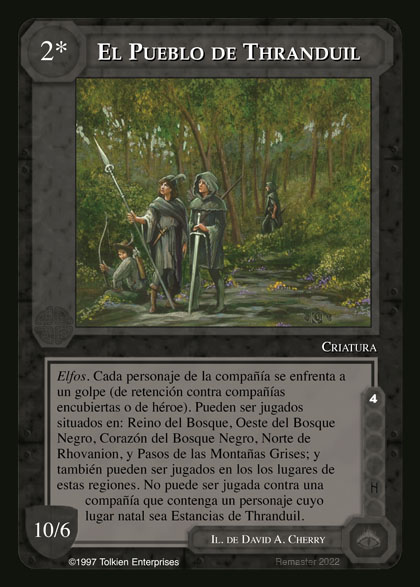 2*
EL PUEBLO DE THRANDUIL
CRIATURA
Elfos. Cada personaje de la compañía se enfrenta a
un golpe (de retención contra compañías
encubiertas o de héroe). Pueden ser jugados
situados en: Reino del Bosque, Oeste del Bosque
Negro, Corazón del Bosque Negro, Norte de
Rhovanion, y Pasos de las Montañas Grises; y
también pueden ser jugados en los los lugares de
estas regiones. No puede ser jugada contra una
compañía que contenga un personaje cuyo
lugar natal sea Estancias de Thranduil.
4
H
10/6
IL. DE DAVID A. CHERRY
©1997 Tolkien Enterprises
Remaster 2022